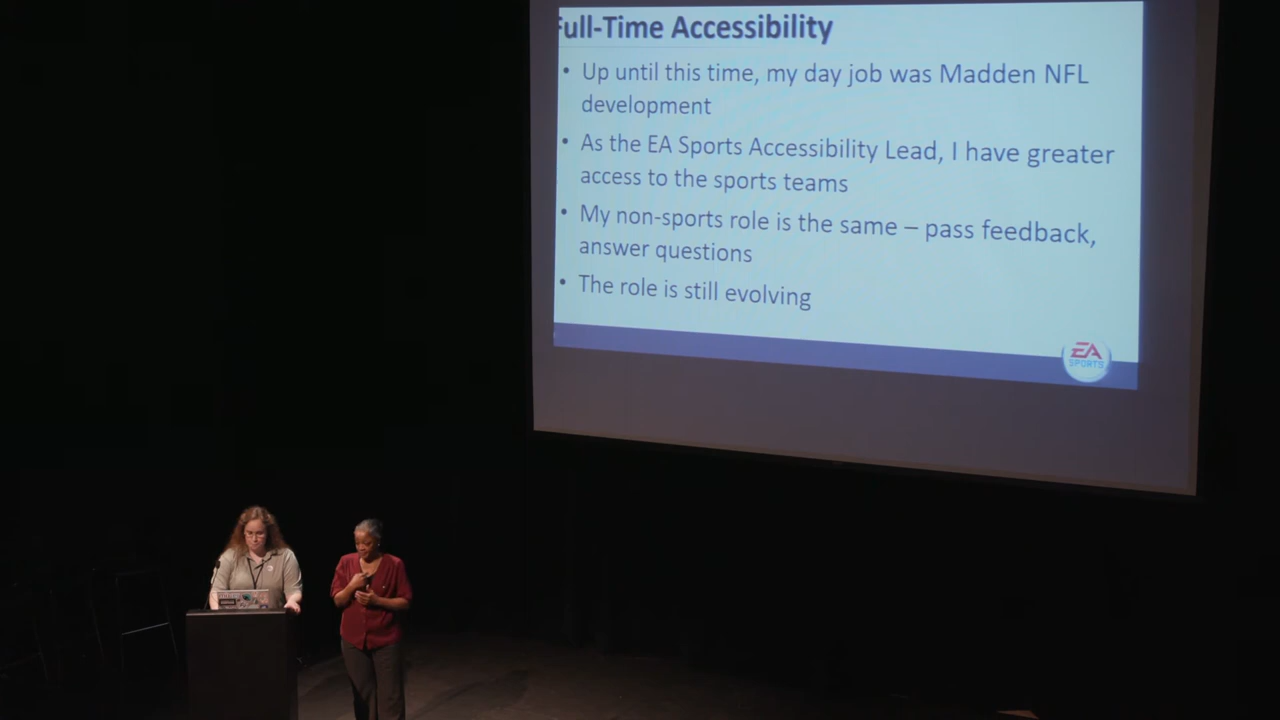 Full-Time Accessibility
• Up until this time, my day job was Madden NFL
development
• As the EA Sports Accessibility Lead, I have greater
access to the sports teams
• My non-sports role is the same – pass feedback,
answer questions
• The role is still evolving
EA
SPORTS